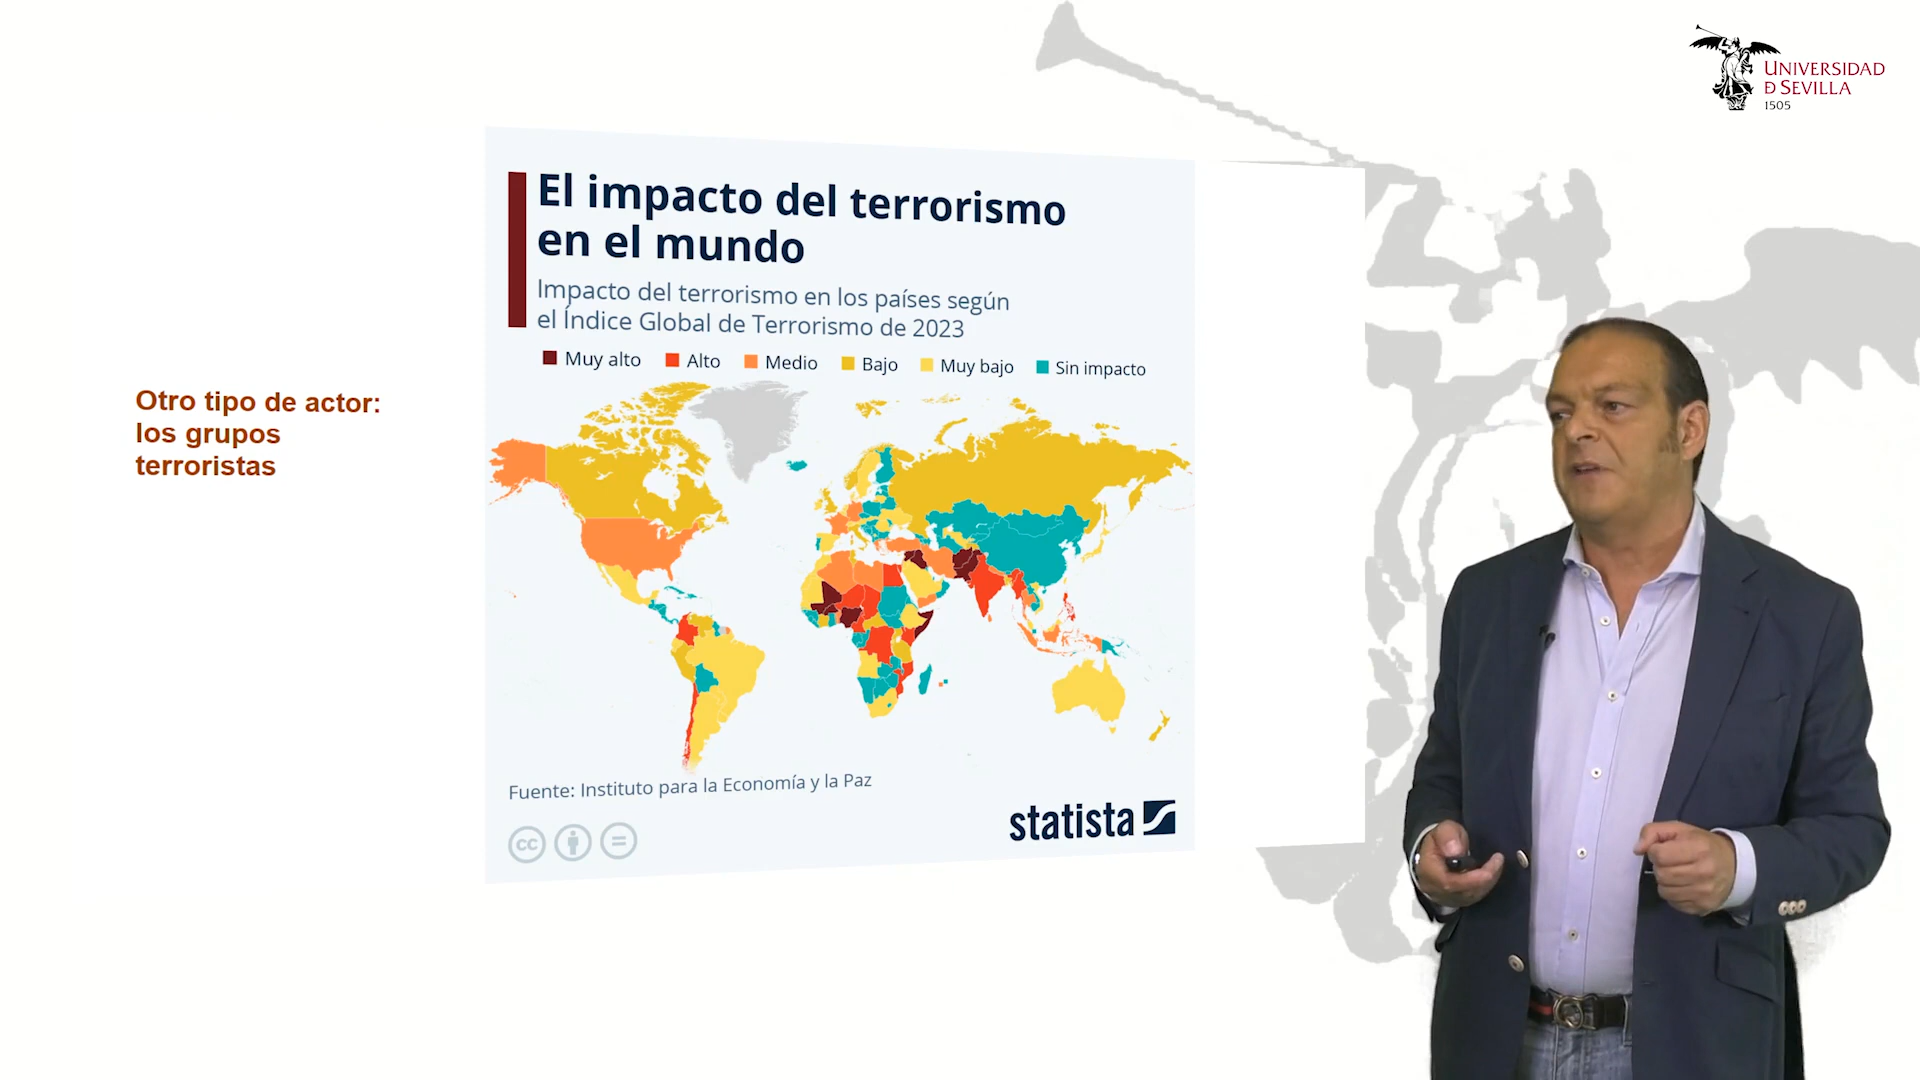 UNIVERSIDAD
Ð SEVILLA
1505
El impacto del terrorismo
en el mundo
Impacto del terrorismo en los países según
el Índice Global de Terrorismo de 2023
Muy alto Alto Medio Bajo Muy bajo Sin impacto
Otro tipo de actor:
los grupos
terroristas
Fuente: Instituto para la Economía y la Paz
statista
cc